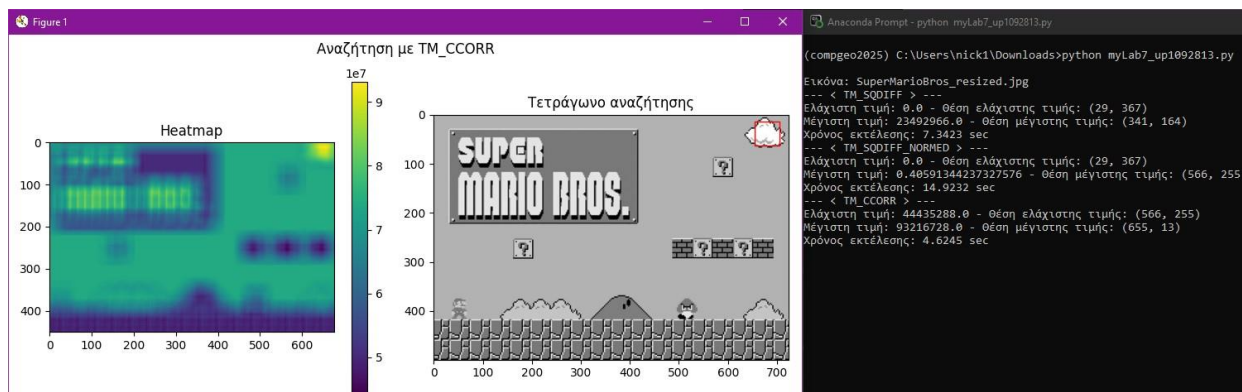 Figure 1
Αναζήτηση με TM_CCORR
Heatmap
0
100
200
300
400
0
100
200
300
400
500
600
1e7
9
8
7
6
5
Τετράγωνο αναζήτησης
0
100
200
300
400
0
100
200
300
400
500
600
700
SUPER
MARIO BROS.
?
?
?
?
Anaconda Prompt - python myLab7_up1092813.py
(compgeo2025) C:\Users\nick1\Downloads>python myLab7_up1092813.py
Εικόνα: SuperMarioBros_resized.jpg
--- < TM_SQDIFF > ---
Ελάχιστη τιμή: 0.0 - Θέση ελάχιστης τιμής: (29, 367)
Μέγιστη τιμή: 23492966.0 - Θέση μέγιστης τιμής: (341, 164)
Χρόνος εκτέλεσης: 7.3423 sec
--- < TM_SQDIFF_NORMED > ---
Ελάχιστη τιμή: 0.0 - Θέση ελάχιστης τιμής: (29, 367)
Μέγιστη τιμή: 0.40591344237327576 - Θέση μέγιστης τιμής: (566, 255
Χρόνος εκτέλεσης: 14.9232 sec
--- < TM_CCORR > ---
Ελάχιστη τιμή: 44435288.0 - Θέση ελάχιστης τιμής: (566, 255)
Μέγιστη τιμή: 93216728.0 - Θέση μέγιστης τιμής: (655, 13)
Χρόνος εκτέλεσης: 4.6245 sec